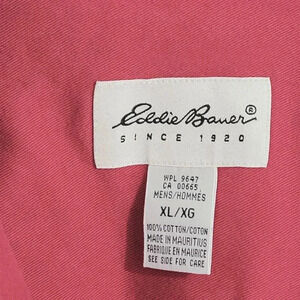 Eddie Bauer®
SINCE 1920
WPL 9647
CA 00665
MENS/HOMMES
XL/XG
100% COTTON/COTON
MADE IN MAURITIUS
FABRIQUÉ EN MAURICE
SEE SIDE FOR CARE